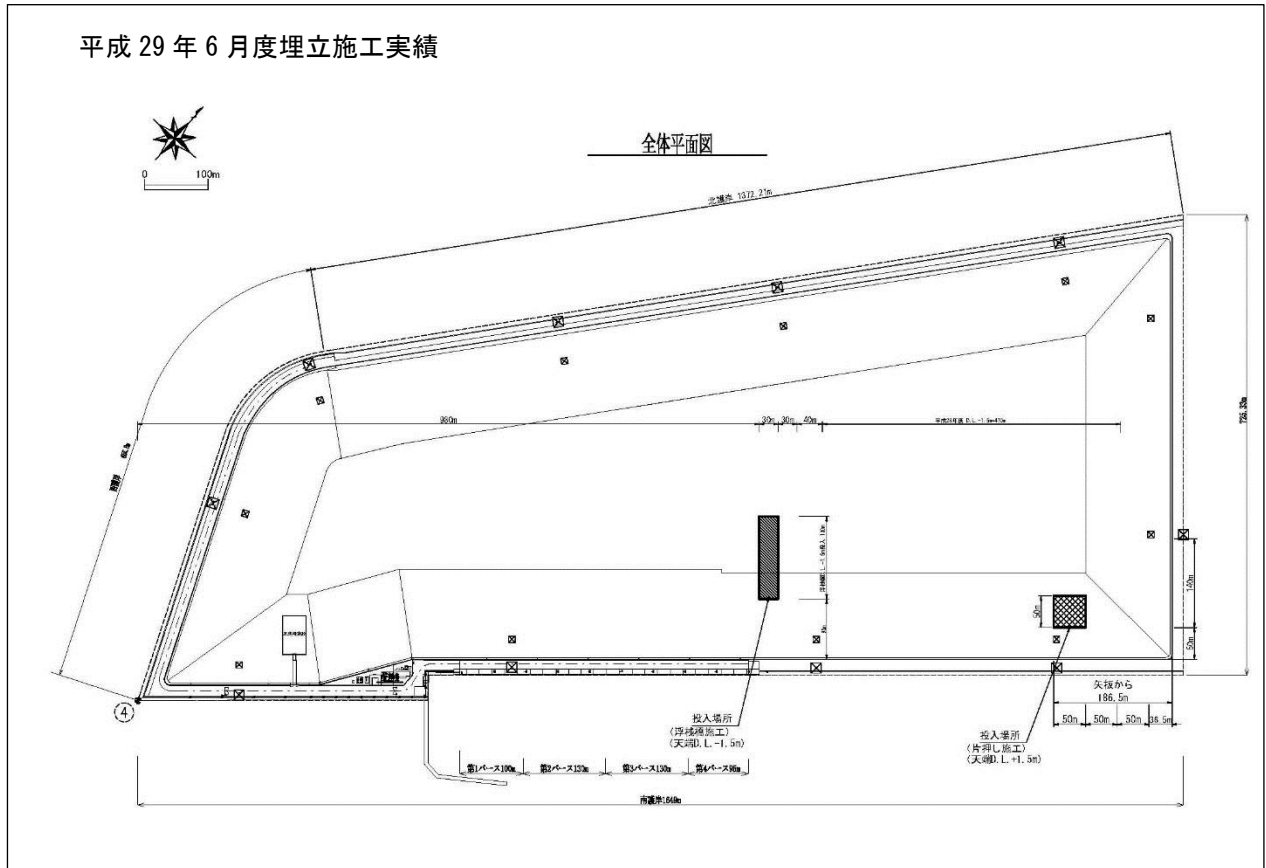 平成 29 年 6 月度埋立施工実績
全体平面図
0 100m
北護岸 1372.21m
980m
30m 30m 40m
726.33m
140m
50m
50m
矢板から
186.5m
50m 50m 50m 36.5m
投入場所
(浮桟橋施工)
(天端D.L.-1.5m)
投入場所
(片押し施工)
(天端D.L.+1.5m)
④
第1バース100m 第2バース130m 第3バース130m 第4バース95m
南護岸1649m